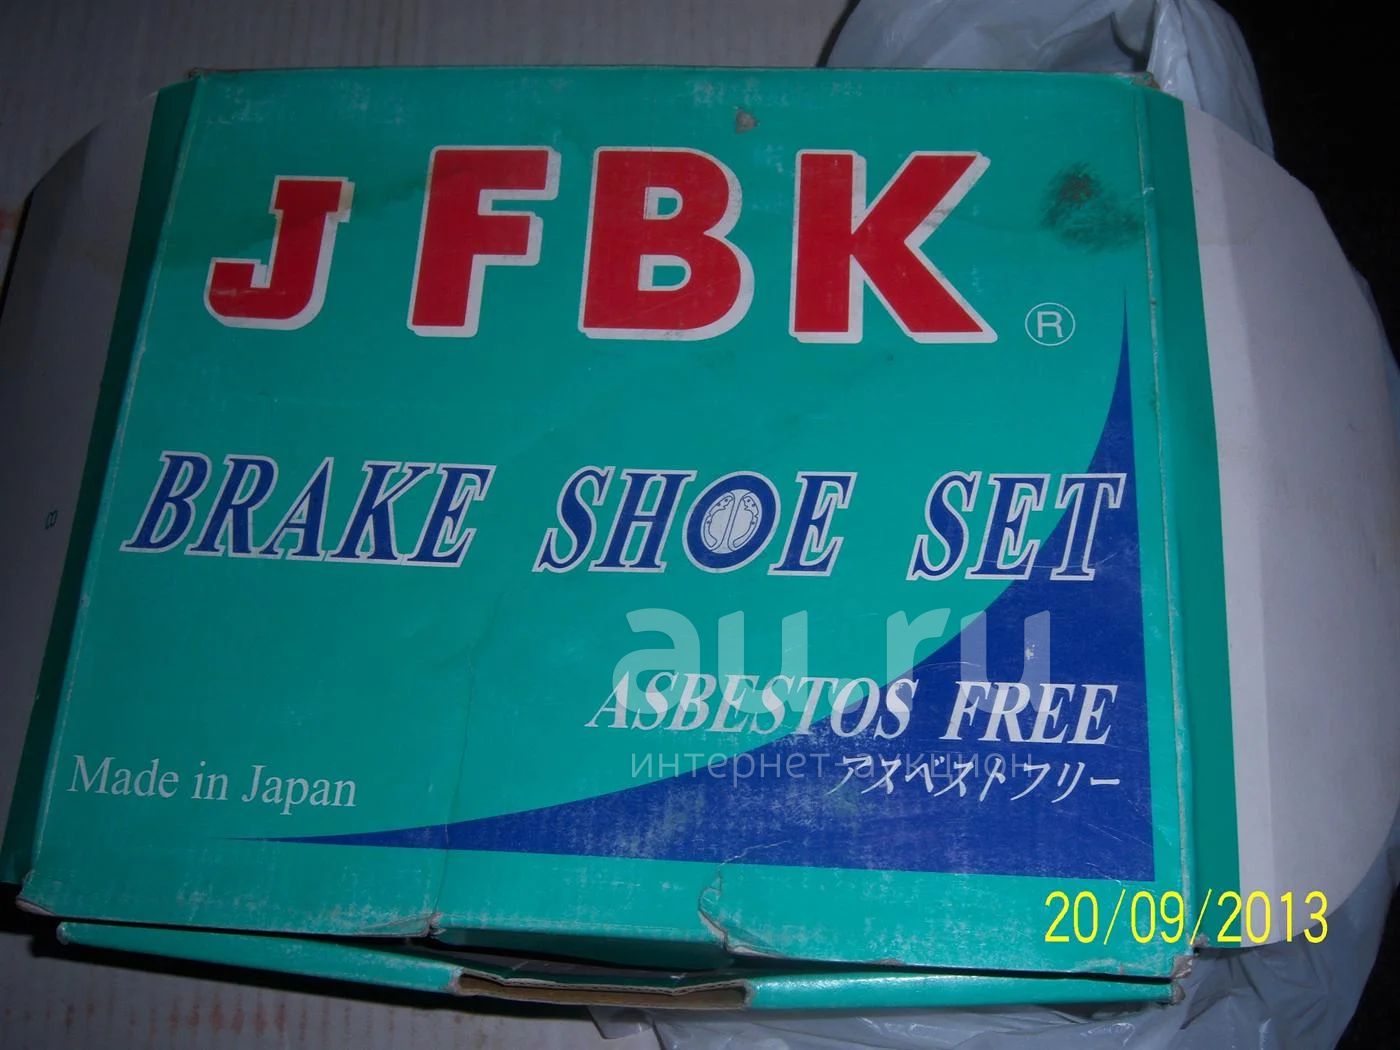 JFBK ®
BRAKE SHOE SET
au.ru
ASBESTOS FREE
интернет-аукцион
アスベストフリー
Made in Japan
20/09/2013
8